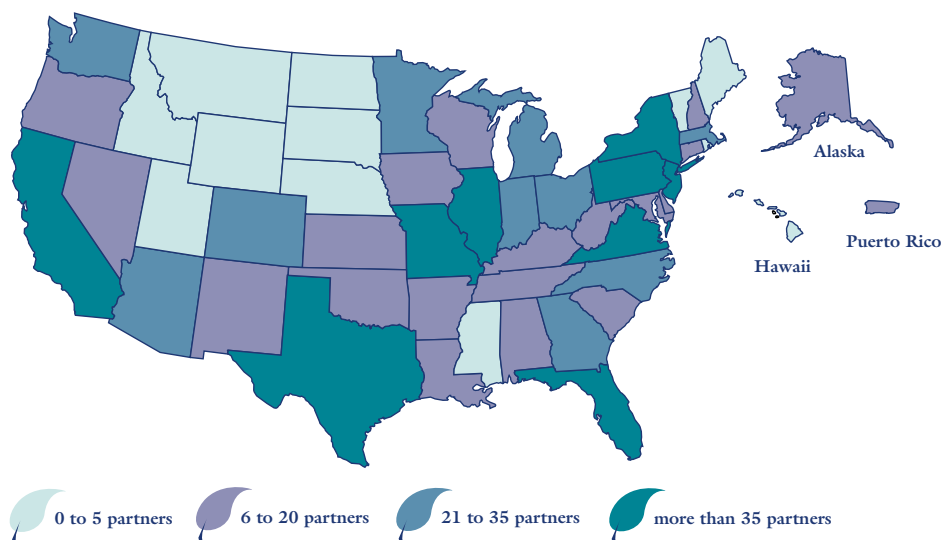 Alaska
Puerto Rico
Hawaii
0 to 5 partners
6 to 20 partners
21 to 35 partners
more than 35 partners